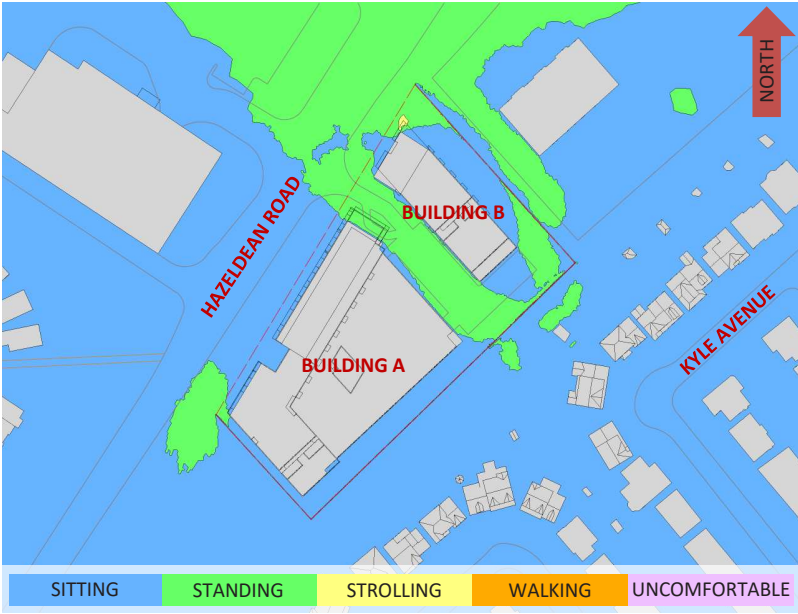 NORTH
BUILDING B
HAZELDEAN ROAD
KYLE AVENUE
BUILDING A
SITTING STANDING STROLLING WALKING UNCOMFORTABLE